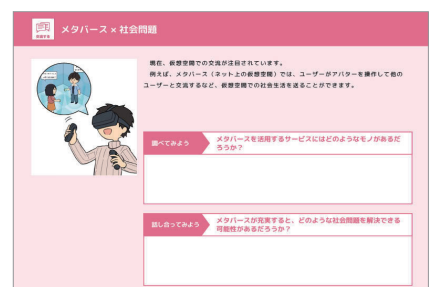 メタバース × 社会問題
現在、仮想空間での交流が注目されています。
例えば、メタバース(ネット上の仮想空間)では、ユーザーがアバターを操作して他の
ユーザーと交流するなど、仮想空間での社会生活を送ることができます。
調べてみよう
メタバースを活用するサービスにはどのようなモノがあるだ
ろうか?
話し合ってみよう
メタバースが充実すると、どのような社会問題を解決できる
可能性があるだろうか?